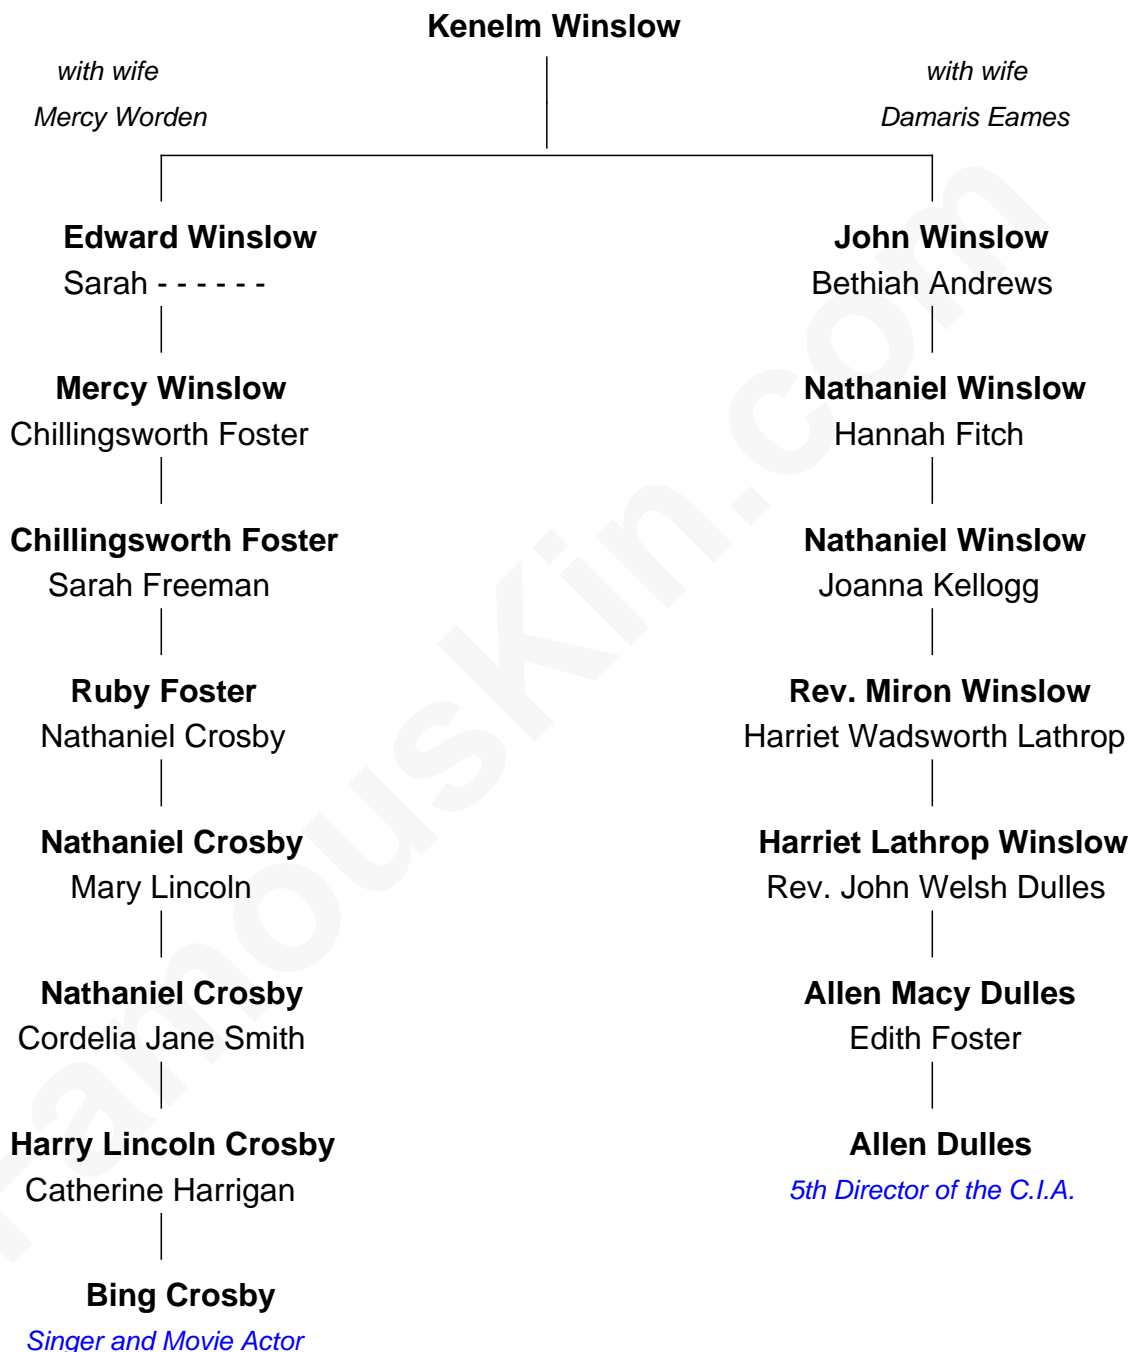 Kenelm Winslow
with wife
Mercy Worden
with wife
Damaris Eames
Edward Winslow
Sarah - - - - - -
John Winslow
Bethiah Andrews
Mercy Winslow
Chillingsworth Foster
Nathaniel Winslow
Hannah Fitch
Chillingsworth Foster
Sarah Freeman
Nathaniel Winslow
Joanna Kellogg
Ruby Foster
Nathaniel Crosby
Rev. Miron Winslow
Harriet Wadsworth Lathrop
Nathaniel Crosby
Mary Lincoln
Harriet Lathrop Winslow
Rev. John Welsh Dulles
Nathaniel Crosby
Cordelia Jane Smith
Allen Macy Dulles
Edith Foster
Harry Lincoln Crosby
Catherine Harrigan
Allen Dulles
5th Director of the C.I.A.
Bing Crosby
Singer and Movie Actor
FamousKin.com